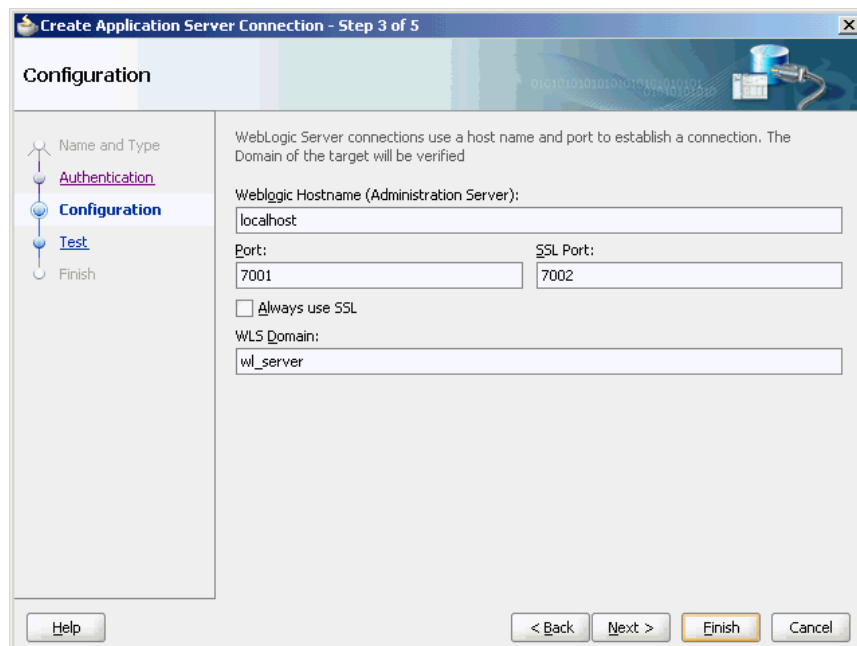 Create Application Server Connection - Step 3 of 5
Configuration
Name and Type
Authentication
Configuration
Test
Finish
WebLogic Server connections use a host name and port to establish a connection. The
Domain of the target will be verified
Weblogic Hostname (Administration Server):
localhost
Port:
SSL Port:
7001
7002
Always use SSL
WLS Domain:
wl_server
Help
< Back
Next >
Finish
Cancel